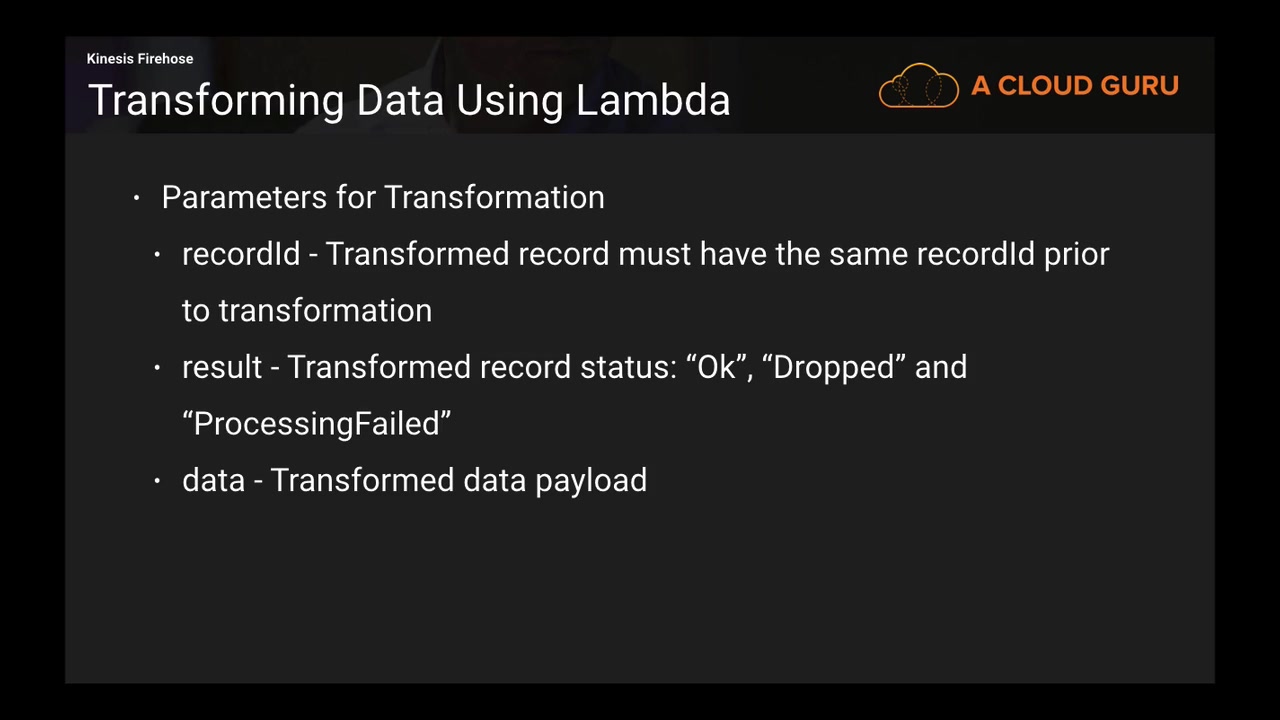 Kinesis Firehose
Transforming Data Using Lambda
A CLOUD GURU
• Parameters for Transformation
• recordId - Transformed record must have the same recordId prior
to transformation
• result - Transformed record status: “Ok”, “Dropped” and
“ProcessingFailed”
• data - Transformed data payload